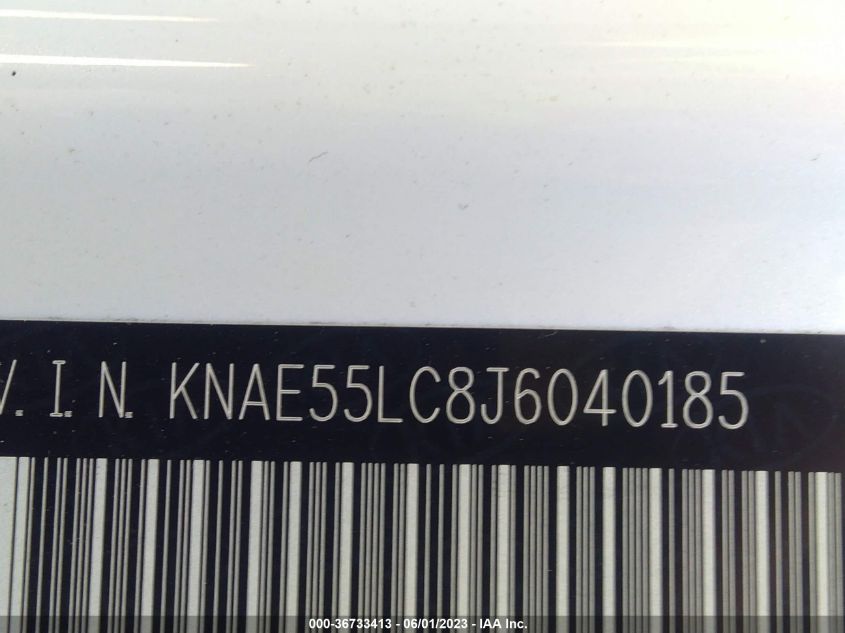 V. I. N. KNAE55LC8J6040185
000-36733413 - 06/01/2023 - IAA Inc.